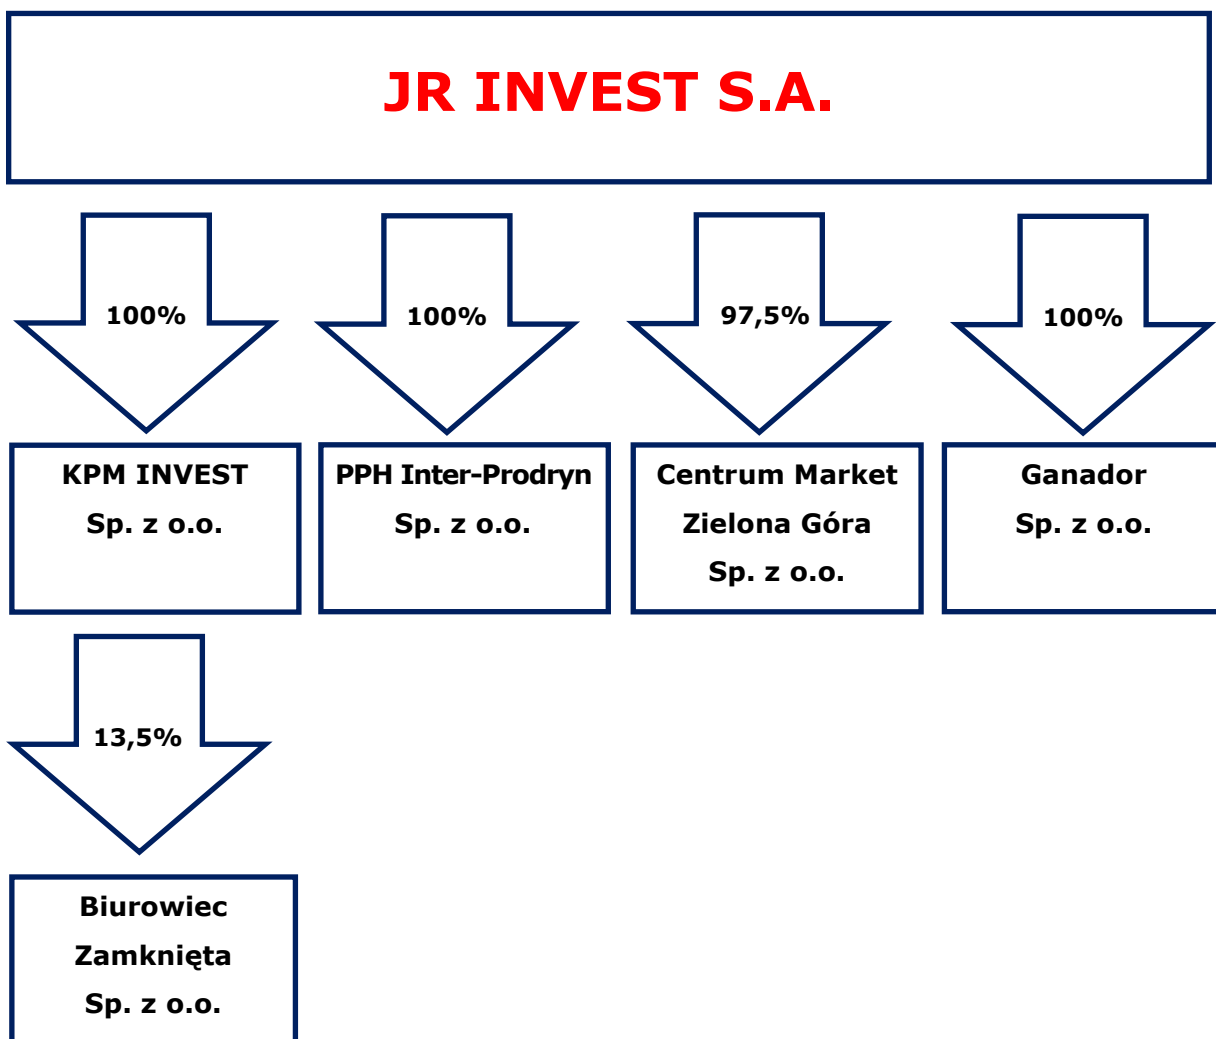 JR INVEST S.A.
100%
100%
97,5%
100%
KPM INVEST
Sp. z o.o.
PPH Inter-Prodryn
Sp. z o.o.
Centrum Market
Zielona Góra
Sp. z o.o.
Ganador
Sp. z o.o.
13,5%
Biurowiec
Zamknięta
Sp. z o.o.